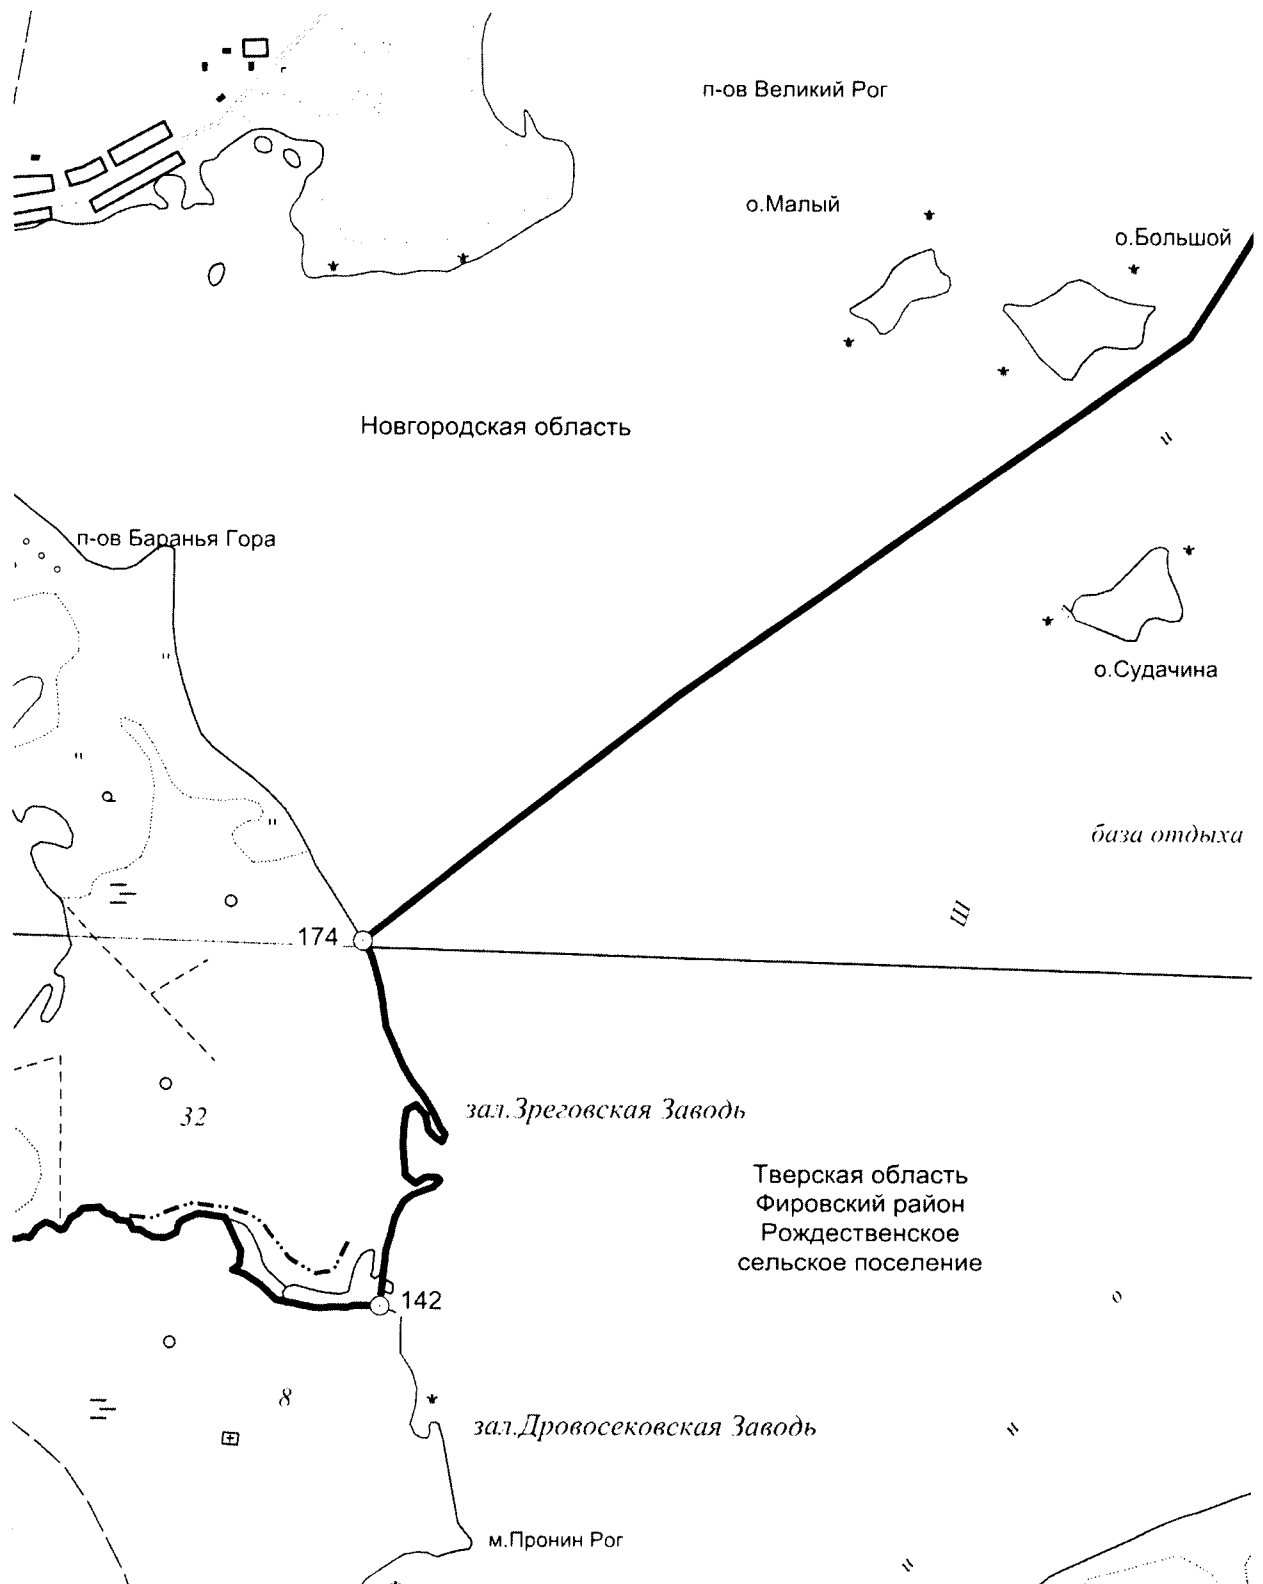 п-ов Великий Рог
о.Малый
о.Большой
Новгородская область
п-ов Баранья Гора
о.Судачина
база отдыха
Ш
174
32
зал.Зреговская Заводь
Тверская область
Фировский район
Рождественское
сельское поселение
о
142
8
зал.Дровосековская Заводь
м.Пронин Рог